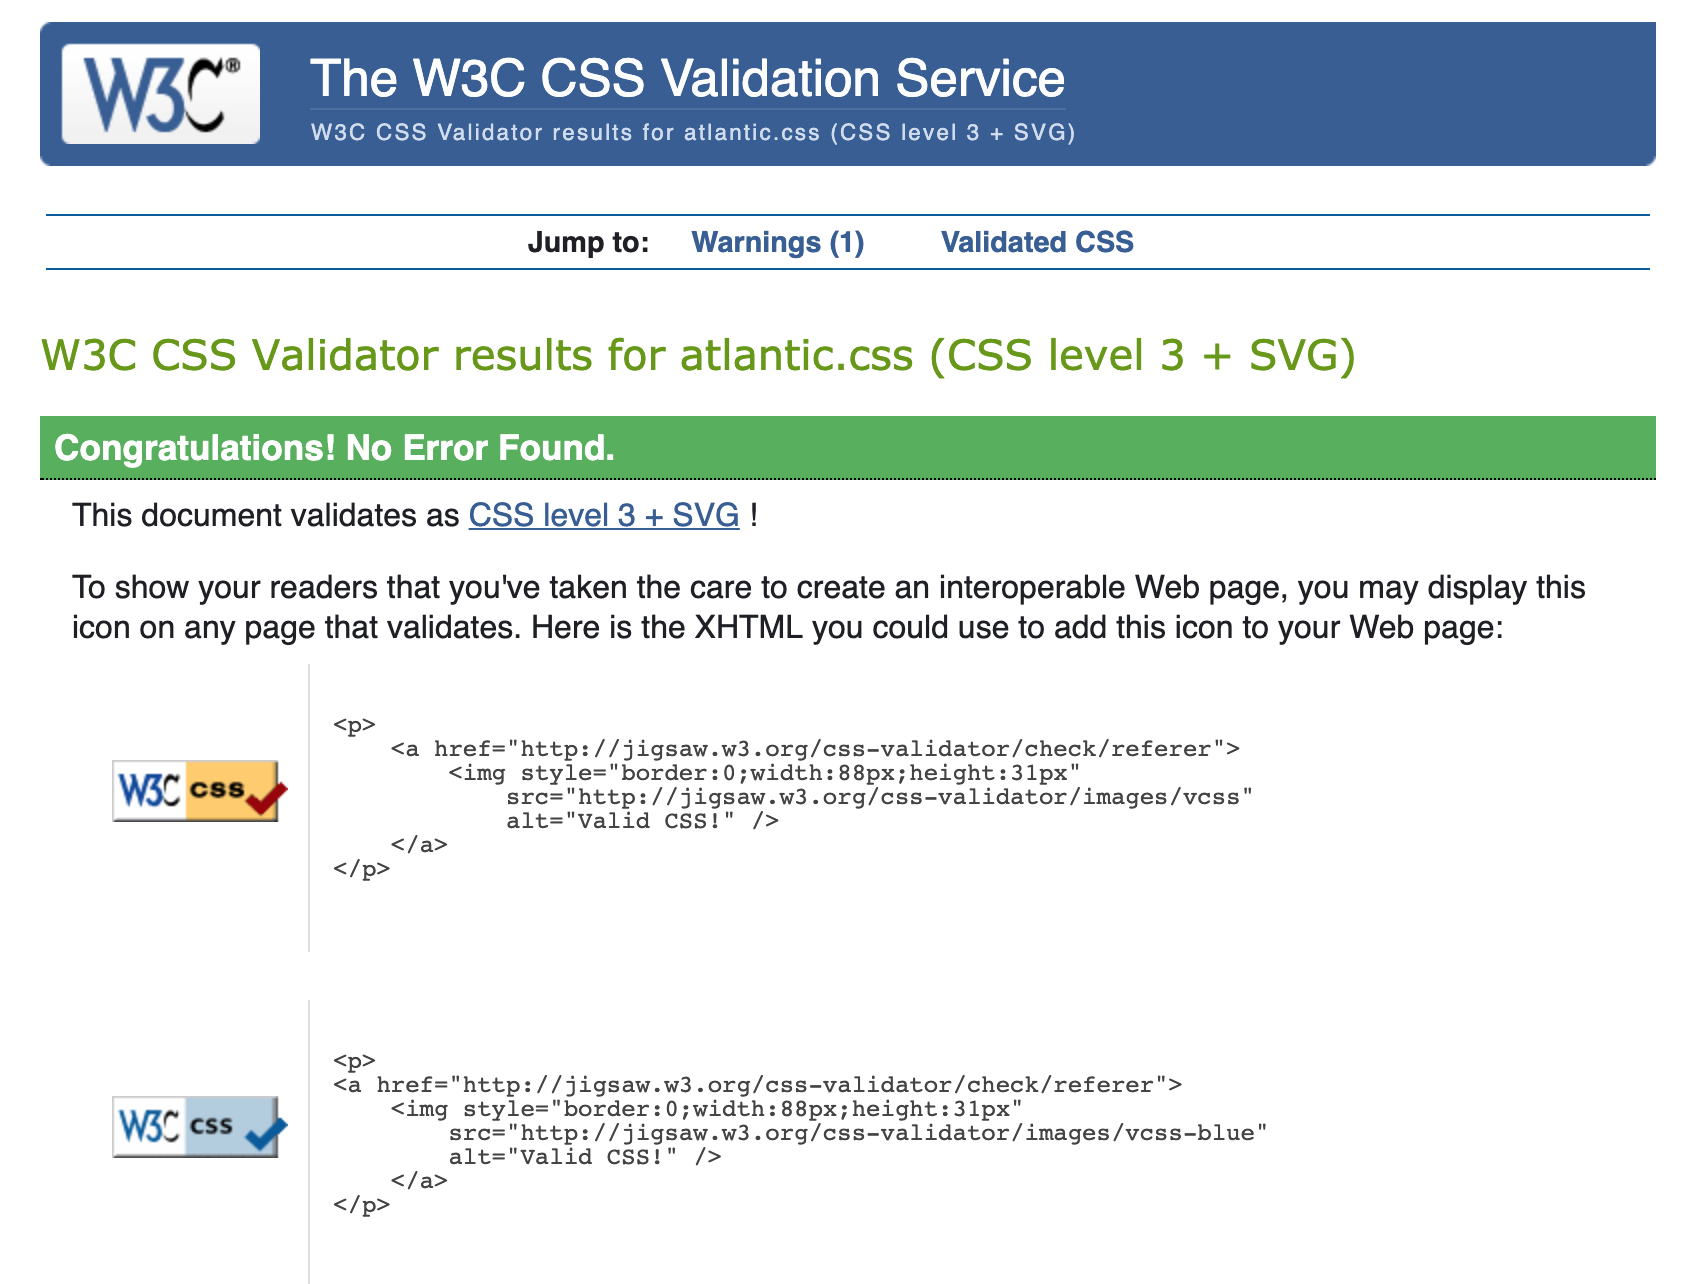 W3C®
The W3C CSS Validation Service
W3C CSS Validator results for atlantic.css (CSS level 3 + SVG)
Jump to: Warnings (1) Validated CSS
W3C CSS Validator results for atlantic.css (CSS level 3 + SVG)
Congratulations! No Error Found.
This document validates as CSS level 3 + SVG !
To show your readers that you've taken the care to create an interoperable Web page, you may display this
icon on any page that validates. Here is the XHTML you could use to add this icon to your Web page:
W3C css
<p>
    <a href="http://jigsaw.w3.org/css-validator/check/referer">
        <img style="border:0;width:88px;height:31px"
            src="http://jigsaw.w3.org/css-validator/images/vcss"
            alt="Valid CSS!" />
    </a>
</p>
W3C css
<p>
<a href="http://jigsaw.w3.org/css-validator/check/referer">
    <img style="border:0;width:88px;height:31px"
        src="http://jigsaw.w3.org/css-validator/images/vcss-blue"
        alt="Valid CSS!" />
    </a>
</p>